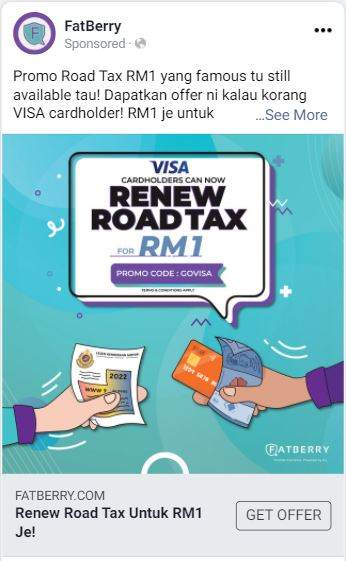 FatBerry
Sponsored ·
Promo Road Tax RM1 yang famous tu still
available tau! Dapatkan offer ni kalau korang
VISA cardholder! RM1 je untuk ...See More
VISA
CARDHOLDERS CAN NOW
RENEW
ROAD TAX
FOR RM1
PROMO CODE : GOVISA
TERMS & CONDITIONS APPLY
2022
WWW 1
FATBERRY
FATBERRY.COM
Renew Road Tax Untuk RM1
Je!
GET OFFER